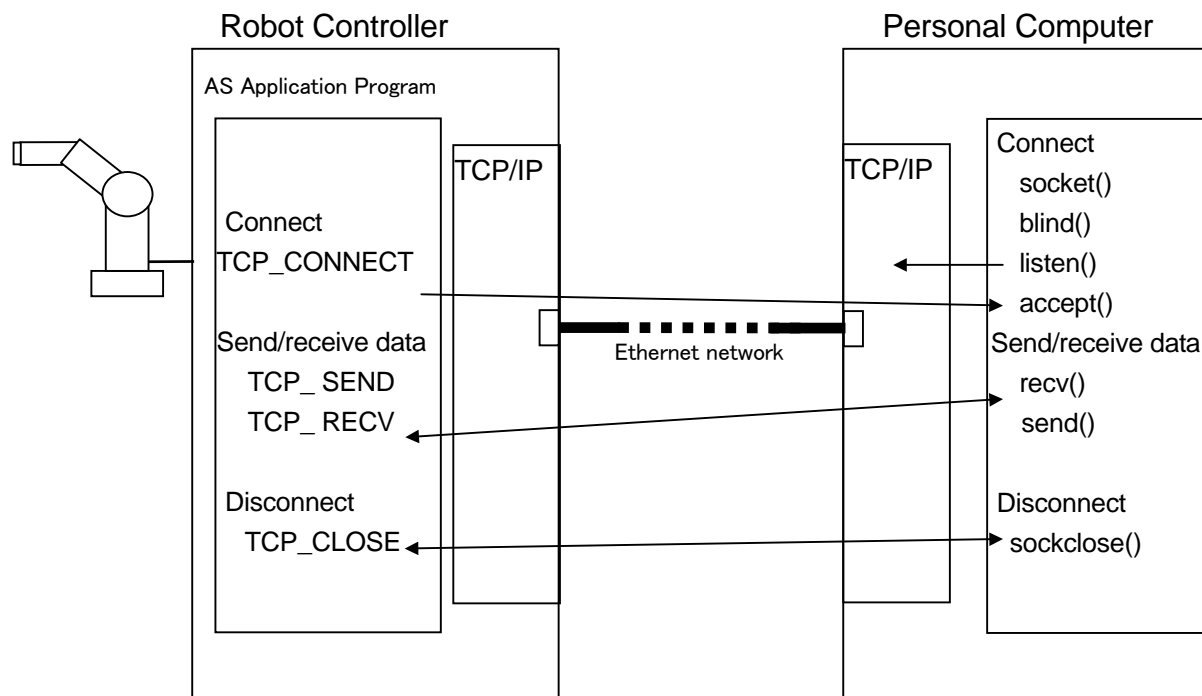 Robot Controller
Personal Computer
AS Application Program
TCP/IP
Connect
TCP_CONNECT
Send/receive data
TCP_ SEND
TCP_ RECV
Disconnect
TCP_CLOSE
Ethernet network
TCP/IP
Connect
socket()
blind()
listen()
accept()
Send/receive data
recv()
send()
Disconnect
sockclose()